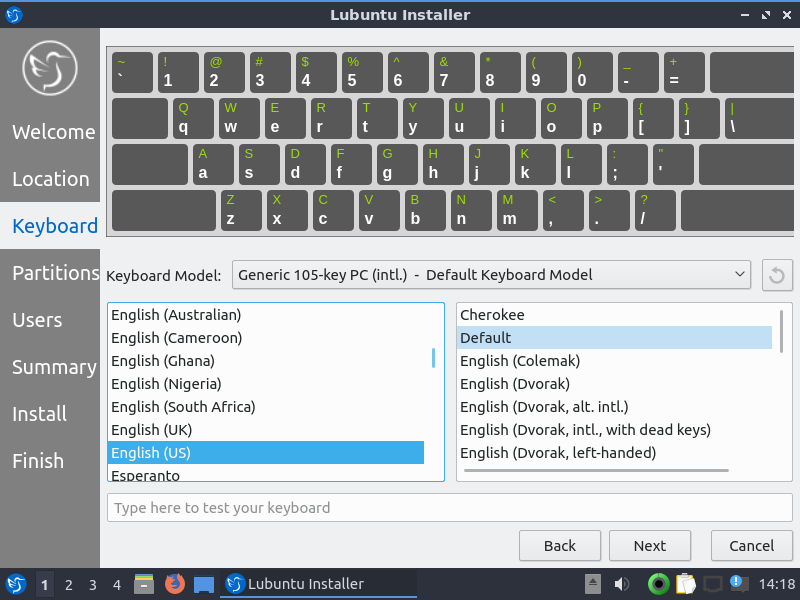 Lubuntu Installer
~ ! @ # $ % ^ & * ( ) _ +
` 1 2 3 4 5 6 7 8 9 0 - =
Q W E R T Y U I O P { } |
q w e r t y u i o p [ ] \
A S D F G H J K L : "
a s d f g h j k l ; '
Z X C V B N M < > ?
z x c v b n m , . /
Welcome
Location
Keyboard
Partitions
Users
Summary
Install
Finish
Keyboard Model: Generic 105-key PC (intl.) - Default Keyboard Model
English (Australian)
English (Cameroon)
English (Ghana)
English (Nigeria)
English (South Africa)
English (UK)
English (US)
Esperanto
Cherokee
Default
English (Colemak)
English (Dvorak)
English (Dvorak, alt. intl.)
English (Dvorak, intl., with dead keys)
English (Dvorak, left-handed)
Type here to test your keyboard
Back Next Cancel
1 2 3 4 Lubuntu Installer 14:18